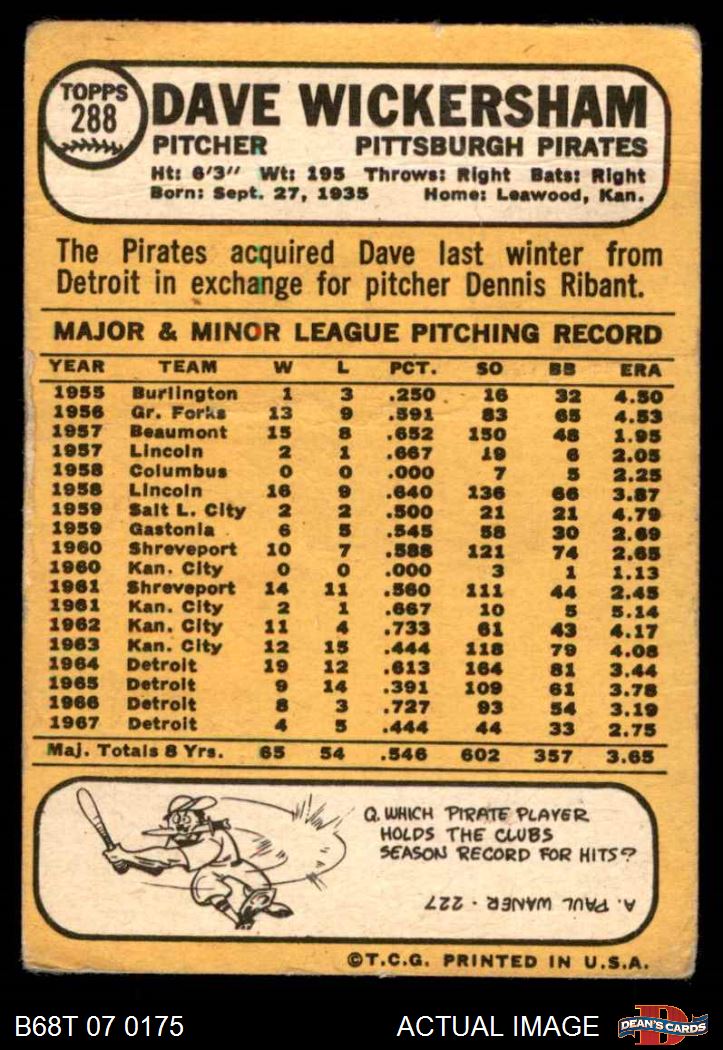 TOPPS
288
DAVE WICKERSHAM
PITCHER PITTSBURGH PIRATES
Ht: 6'3" Wt: 195 Throws: Right Bats: Right
Born: Sept. 27, 1935 Home: Leawood, Kan.
The Pirates acquired Dave last winter from
Detroit in exchange for pitcher Dennis Ribant.
MAJOR & MINOR LEAGUE PITCHING RECORD
YEAR TEAM W L PCT. SO BB ERA
1955 Burlington 1 3 .250 16 32 4.50
1956 Gr. Forks 13 9 .591 83 65 4.53
1957 Beaumont 15 8 .652 150 48 1.95
1957 Lincoln 2 1 .667 19 6 2.05
1958 Columbus 0 0 .000 7 5 2.25
1958 Lincoln 16 9 .640 136 66 3.87
1959 Salt L. City 2 2 .500 21 21 4.79
1959 Gastonia 6 5 .545 58 30 2.69
1960 Shreveport 10 7 .588 121 74 2.65
1960 Kan. City 0 0 .000 3 1 1.13
1961 Shreveport 14 11 .560 111 44 2.45
1961 Kan. City 2 1 .667 10 5 5.14
1962 Kan. City 11 4 .733 61 43 4.17
1963 Kan. City 12 15 .444 118 79 4.08
1964 Detroit 19 12 .613 164 81 3.44
1965 Detroit 9 14 .391 109 61 3.78
1966 Detroit 8 3 .727 93 54 3.19
1967 Detroit 4 5 .444 44 33 2.75
Maj. Totals 8 Yrs. 65 54 .546 602 357 3.65
Q. WHICH PIRATE PLAYER
HOLDS THE CLUBS
SEASON RECORD FOR HITS?
A. PAUL WANER - 227
©T.C.G. PRINTED IN U.S.A.
B68T 07 0175 ACTUAL IMAGE
D
DEAN'S CARDS